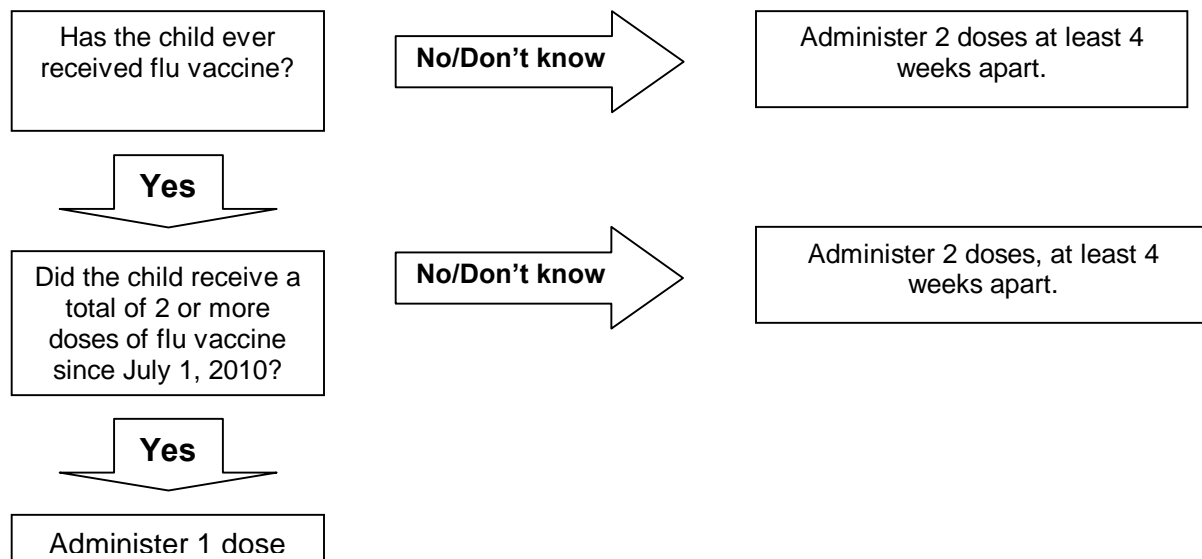 Has the child ever
received flu vaccine?
No/Don’t know
Administer 2 doses at least 4
weeks apart.
Yes
Did the child receive a
total of 2 or more
doses of flu vaccine
since July 1, 2010?
No/Don’t know
Administer 2 doses, at least 4
weeks apart.
Yes
Administer 1 dose